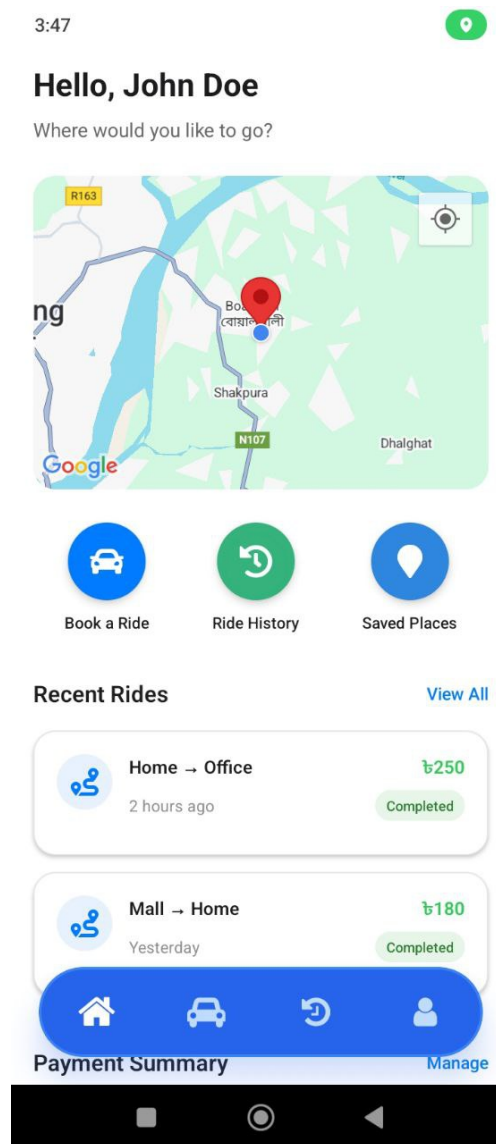 3:47
Hello, John Doe
Where would you like to go?
R163
ng
Shakpura
N107
Dhalghat
Google
Book a Ride
Ride History
Saved Places
Recent Rides
View All
Home → Office
৳250
2 hours ago
Completed
Mall → Home
৳180
Yesterday
Completed
Payment Summary
Manage